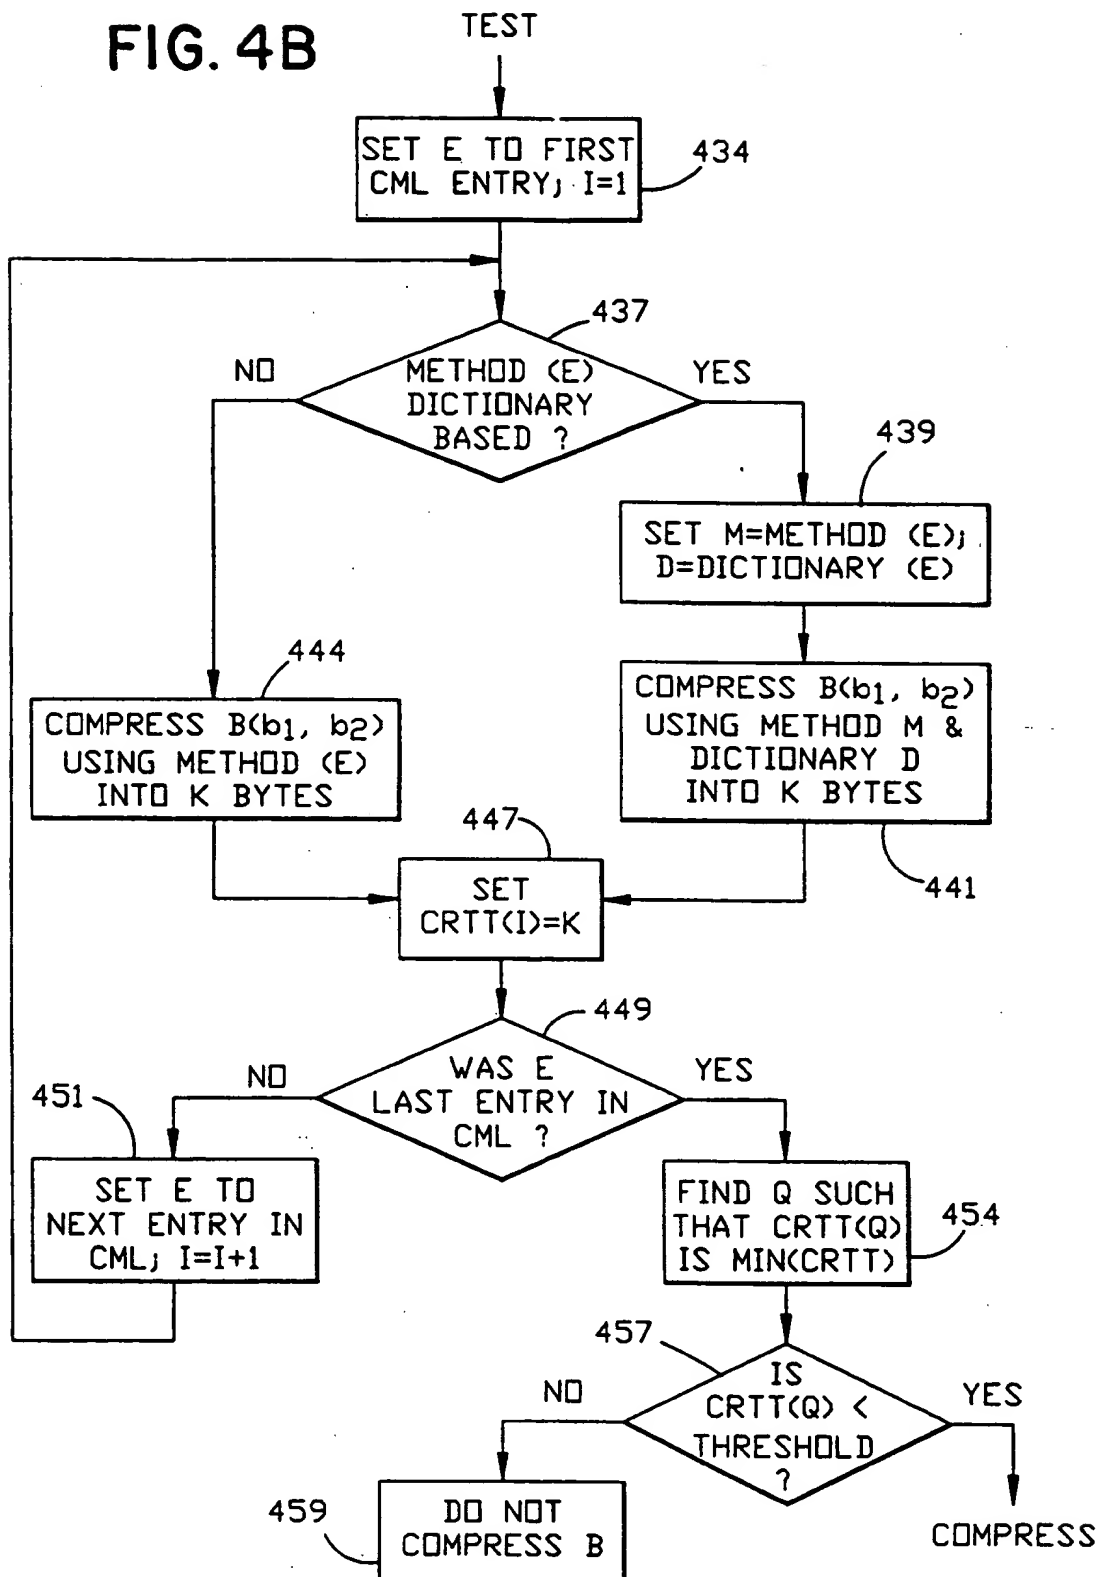 FIG. 4B
TEST
SET E TO FIRST
CML ENTRY; I=1
434
437
NO
METHOD (E)
DICTIONARY
BASED ?
YES
439
SET M=METHOD (E);
D=DICTIONARY (E)
444
COMPRESS B(b1, b2)
USING METHOD (E)
INTO K BYTES
COMPRESS B(b1, b2)
USING METHOD M &
DICTIONARY D
INTO K BYTES
441
447
SET
CRTT(I)=K
449
NO
WAS E
LAST ENTRY IN
CML ?
YES
451
SET E TO
NEXT ENTRY IN
CML; I=I+1
FIND Q SUCH
THAT CRTT(Q)
IS MIN(CRTT)
454
457
NO
IS
CRTT(Q) <
THRESHOLD
?
YES
459
DO NOT
COMPRESS B
COMPRESS